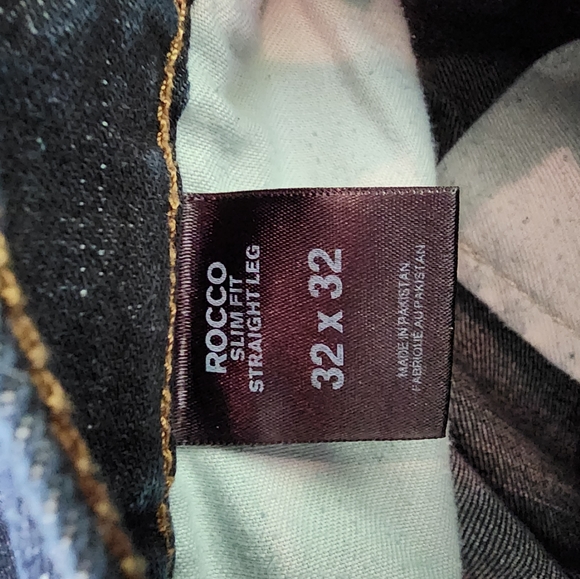 ROCCO
SLIM FIT
STRAIGHT LEG
32 x 32
MADE IN PAKISTAN
FABRIQUÉ AU PAKISTAN